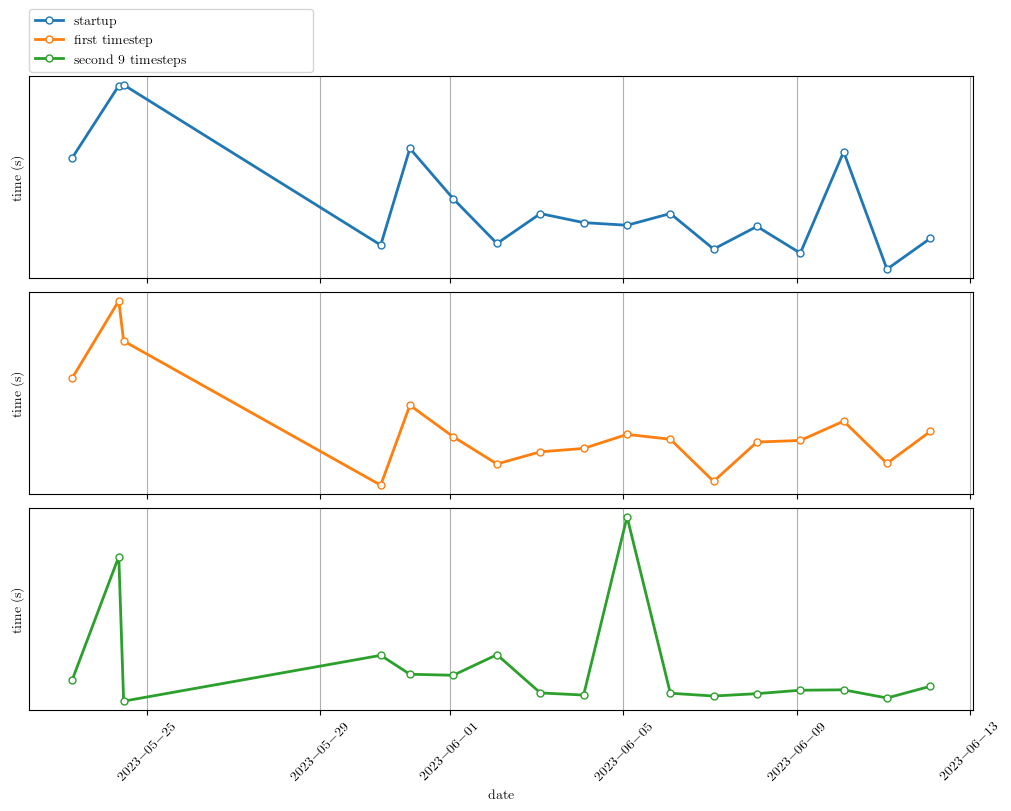 startup
first timestep
second 9 timesteps
time (s)
time (s)
time (s)
2023−05−25
2023−05−29
2023−06−01
2023−06−05
2023−06−09
2023−06−13
date